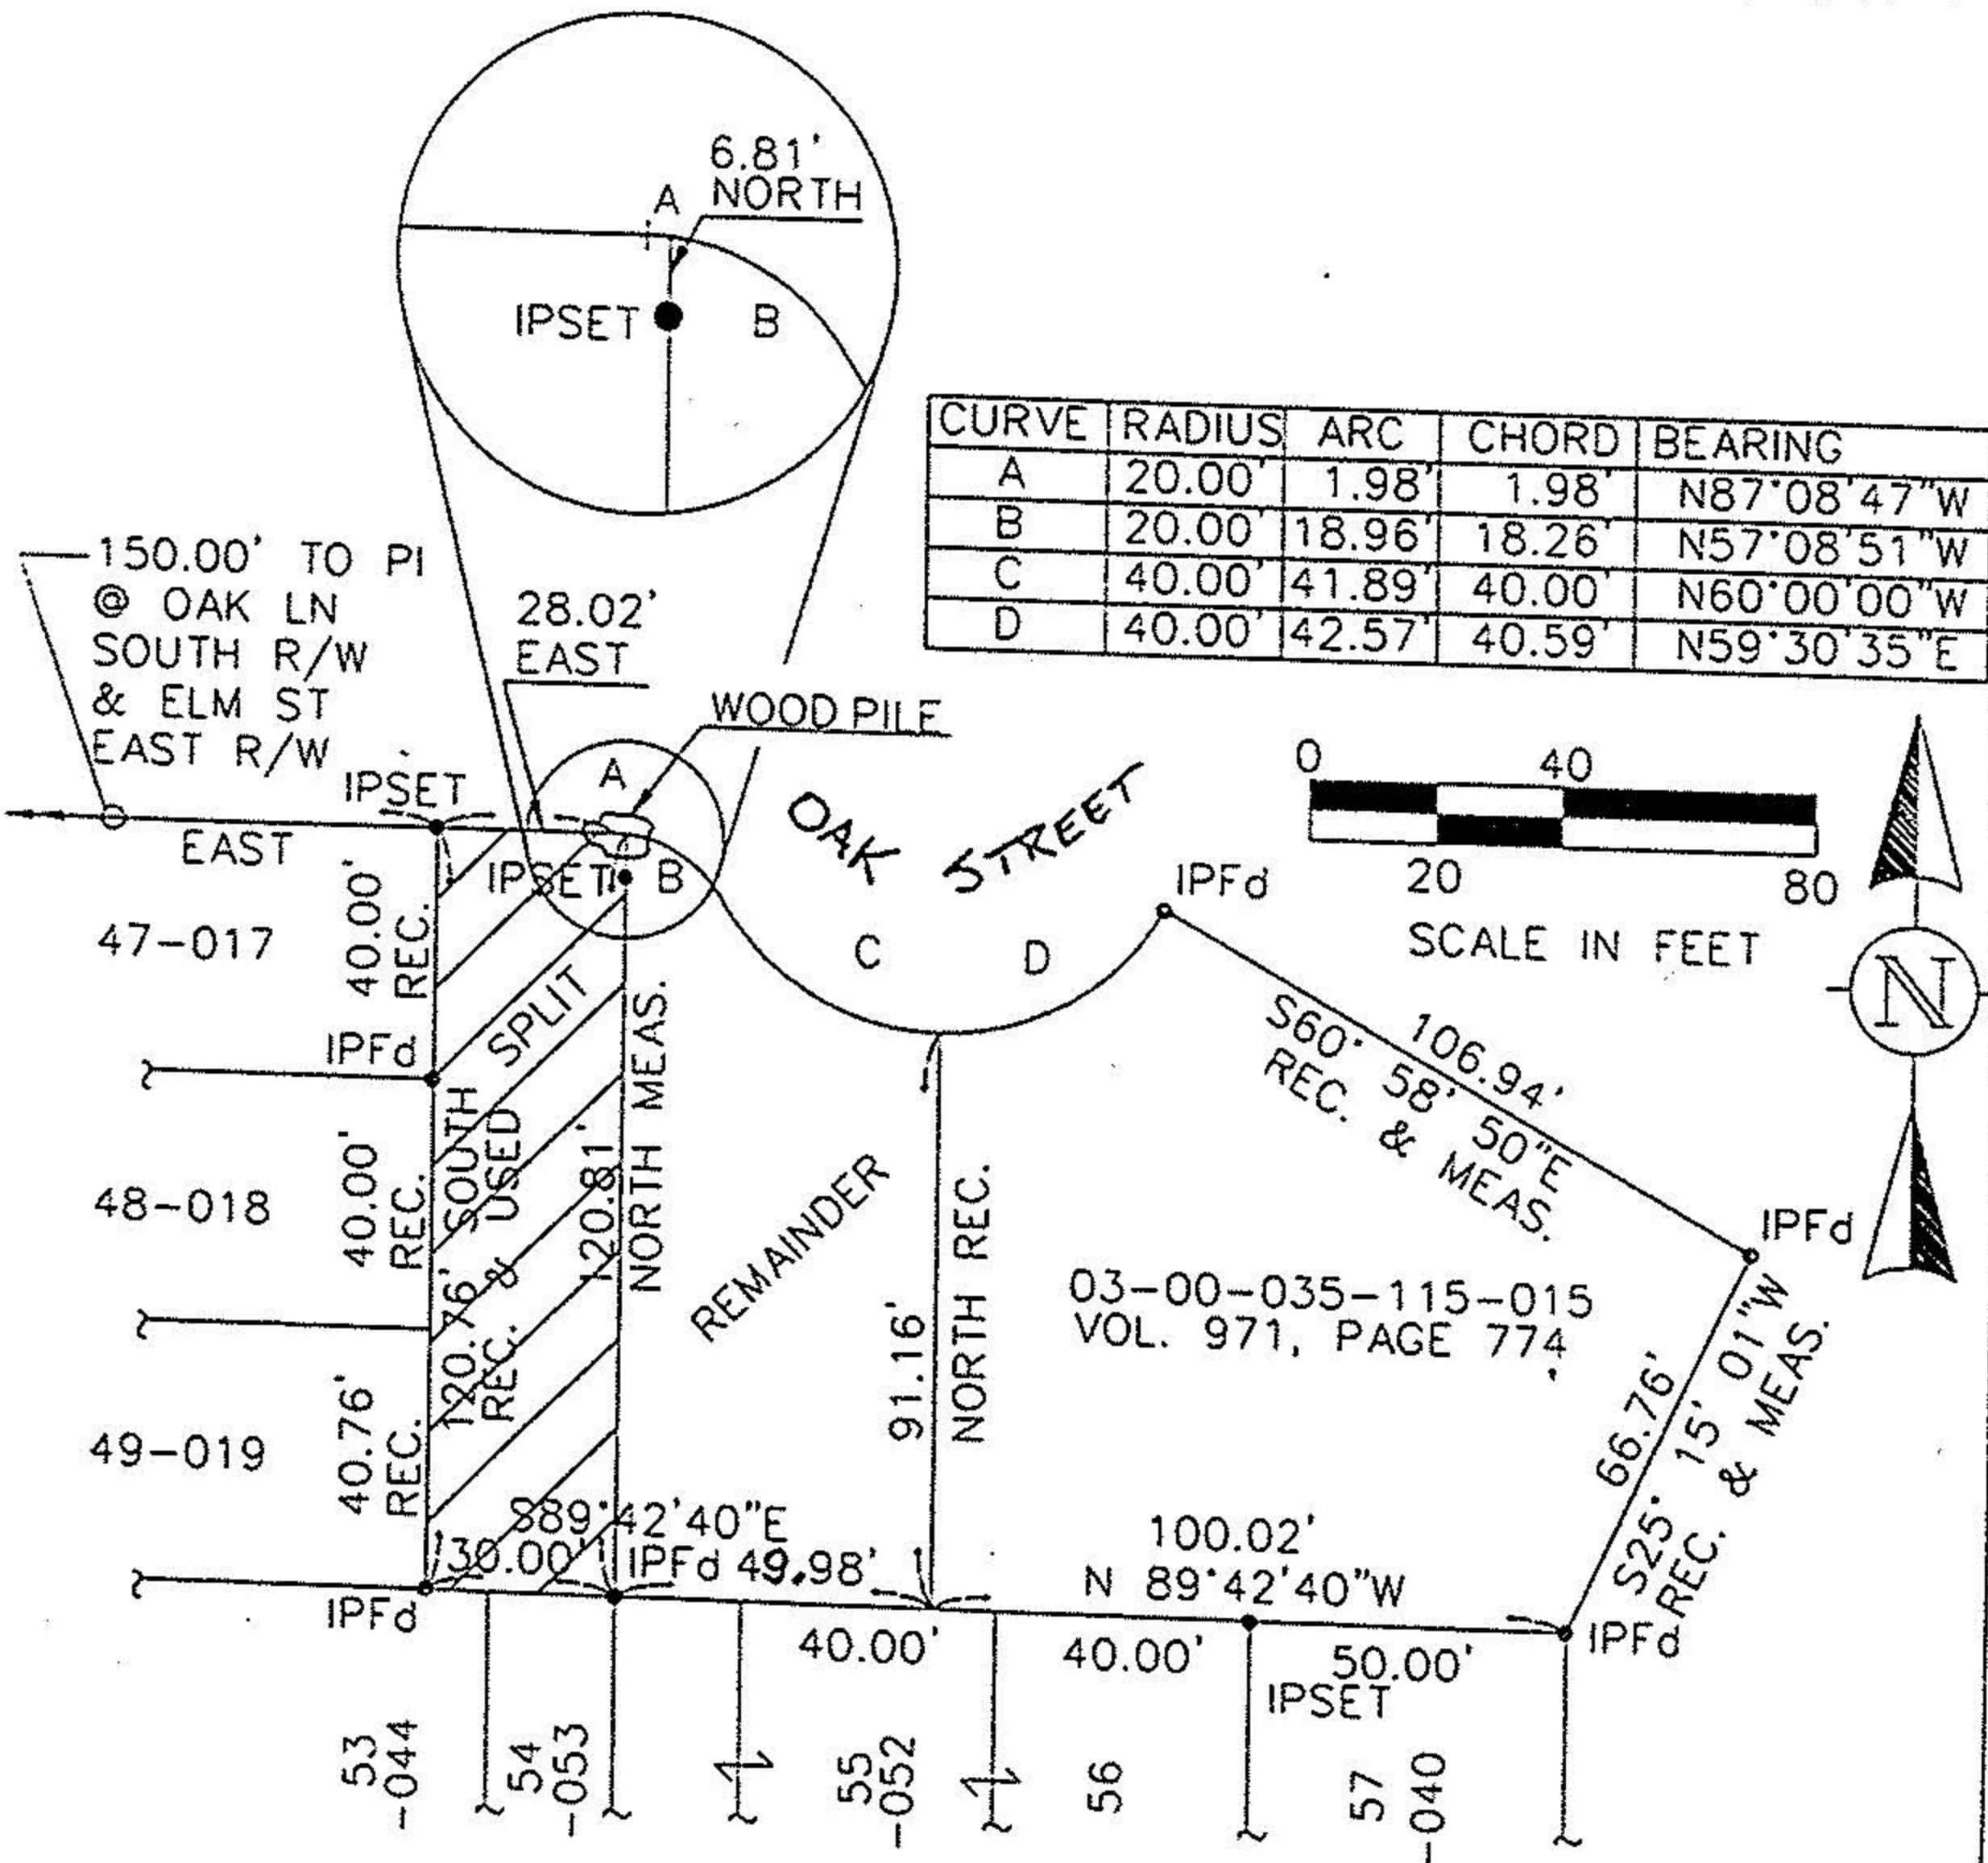 6.81'
NORTH
A
IPSET
B
CURVE RADIUS ARC CHORD BEARING
A 20.00' 1.98' 1.98' N87°08'47"W
B 20.00' 18.96' 18.26' N57°08'51"W
C 40.00' 41.89' 40.00' N60°00'00"W
D 40.00' 42.57' 40.59' N59°30'35"E
150.00' TO PI
@ OAK LN
SOUTH R/W
& ELM ST
EAST R/W
28.02'
EAST
WOOD PILE
IPSET
A
EAST
IPSET
B
OAK STREET
0 40
20 80
SCALE IN FEET
N
IPFd
C
D
47-017
40.00'
REC.
SPLIT
IPFd
48-018
40.00'
REC.
SOUTH
USED
120.76'
REC. &
120.81'
NORTH MEAS.
REMAINDER
91.16'
NORTH REC.
106.94'
S60° 58' 50"E
REC. & MEAS.
IPFd
03-00-035-115-015
VOL. 971, PAGE 774
66.76'
S25° 15' 01"W
REC. & MEAS.
49-019
40.76'
REC.
S89°42'40"E
30.00'
IPFd 49.98'
IPFd
100.02'
N 89°42'40"W
IPFd
40.00'
40.00'
50.00'
IPSET
53
-044
54
-053
55
-052
56
57
-040